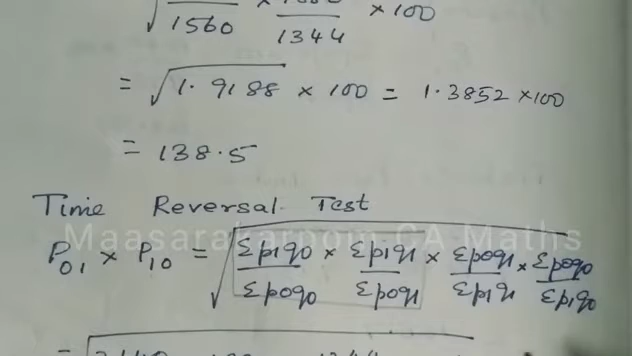 √ /1560 × /1344 × 100
= √1.9188 × 100 = 1.3852 × 100
= 138.5
Time Reversal Test
Maasaravarpom CA Maths
P₀₁ × P₁₀ = √ Σp₁q₀/Σp₀q₀ × Σp₁q₁/Σp₀q₁ × Σp₀q₁/Σp₁q₁ × Σp₀q₀/Σp₁q₀